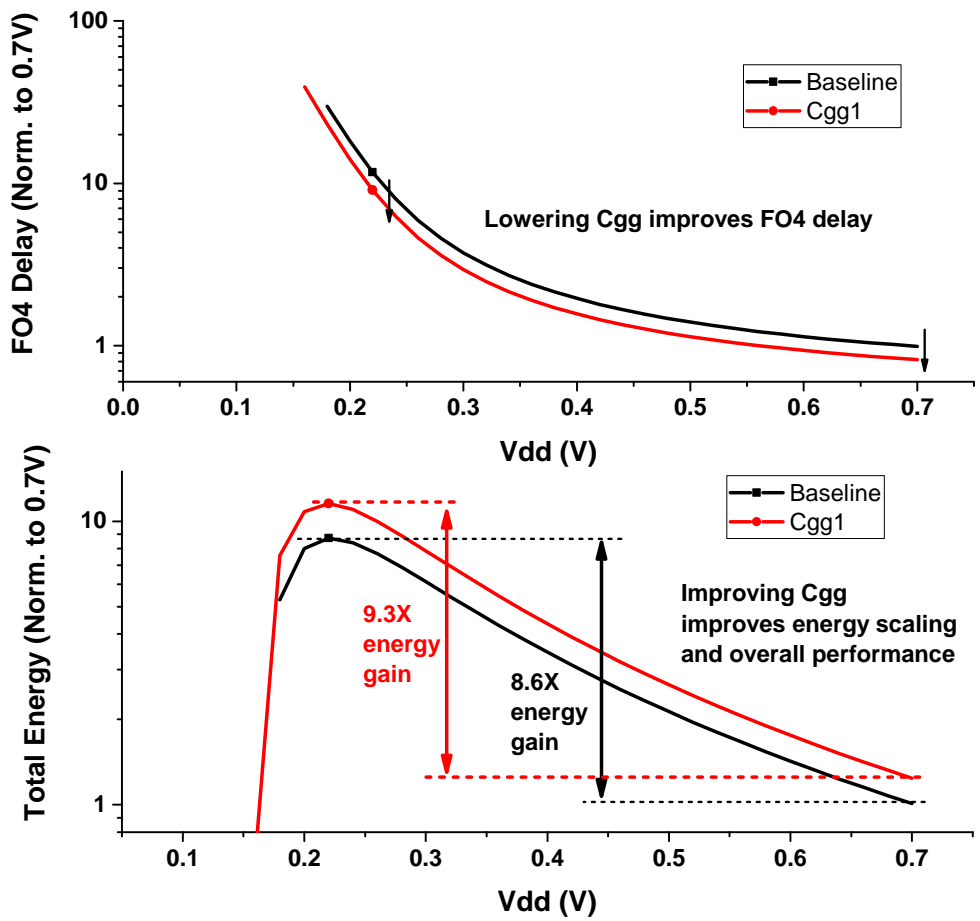 FO4 Delay (Norm. to 0.7V)
100
10
1
Baseline
Cgg1
Lowering Cgg improves FO4 delay
0.0 0.1 0.2 0.3 0.4 0.5 0.6 0.7
Vdd (V)
Total Energy (Norm. to 0.7V)
10
1
Baseline
Cgg1
9.3X
energy
gain
8.6X
energy
gain
Improving Cgg
improves energy scaling
and overall performance
0.1 0.2 0.3 0.4 0.5 0.6 0.7
Vdd (V)